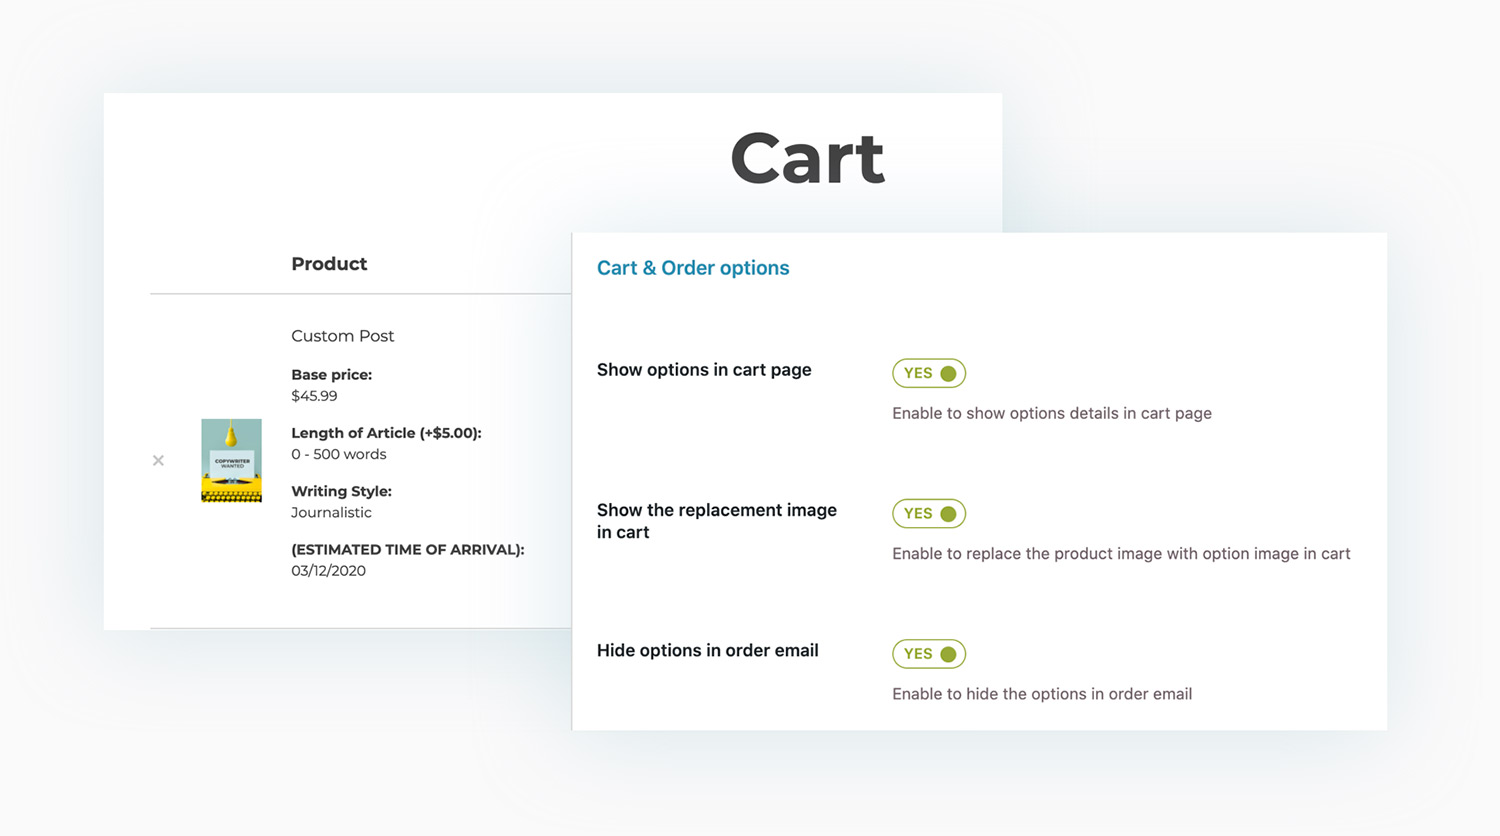 Cart
Product
Custom Post
Base price:
$45.99
Length of Article (+$5.00):
0 - 500 words
Writing Style:
Journalistic
(ESTIMATED TIME OF ARRIVAL):
03/12/2020
COPYWRITER
WANTED
Cart & Order options
Show options in cart page
YES
Enable to show options details in cart page
Show the replacement image
in cart
YES
Enable to replace the product image with option image in cart
Hide options in order email
YES
Enable to hide the options in order email